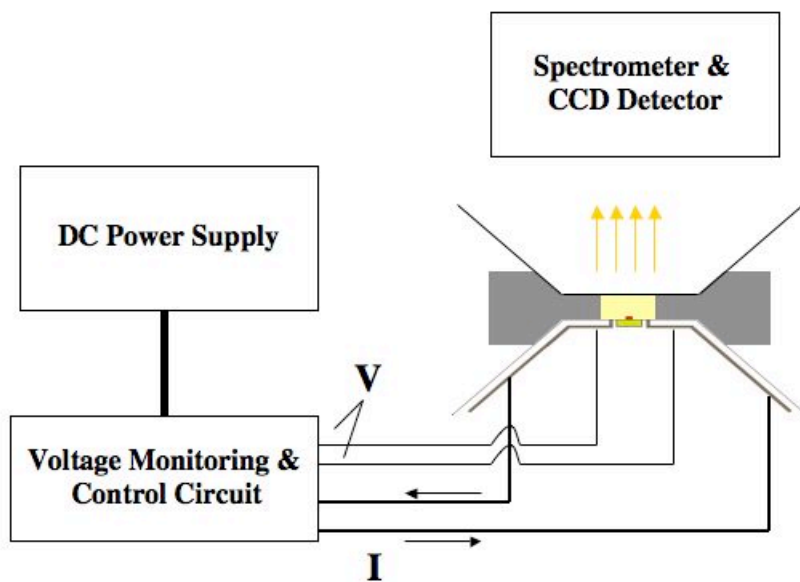 Spectrometer &
CCD Detector
DC Power Supply
V
Voltage Monitoring &
Control Circuit
I